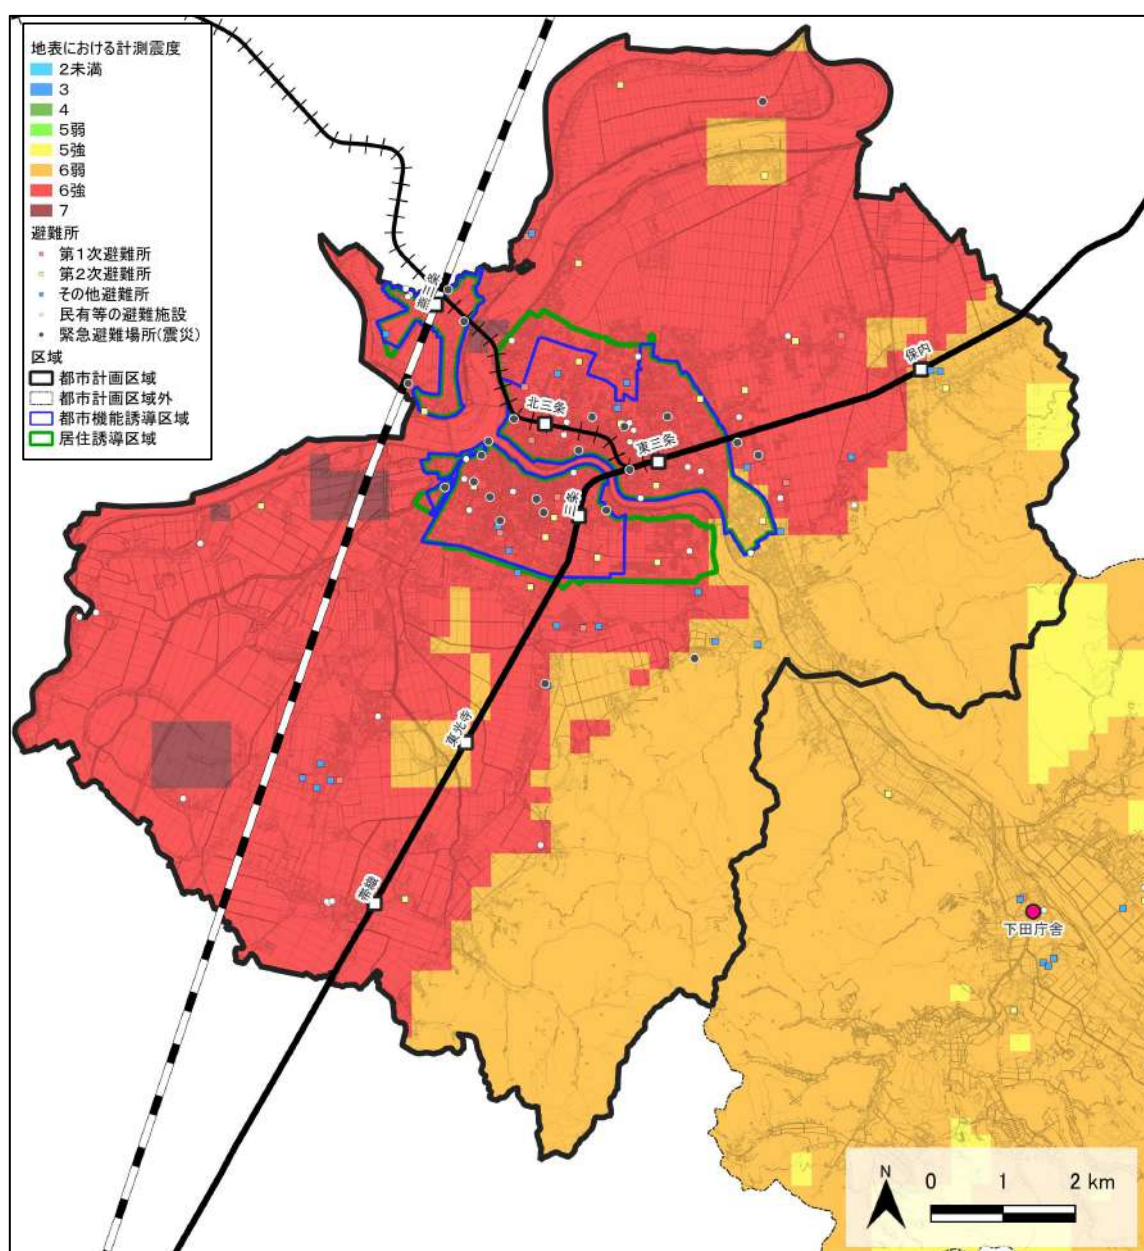 地表における計測震度
2未満
3
4
5弱
5強
6弱
6強
7
避難所
第1次避難所
第2次避難所
その他避難所
民有等の避難施設
緊急避難場所(震災)
区域
都市計画区域
都市計画区域外
都市機能誘導区域
居住誘導区域
燕三条
保内
北三条
東三条
三条
東光寺
帯織
下田庁舎
N
0 1 2 km